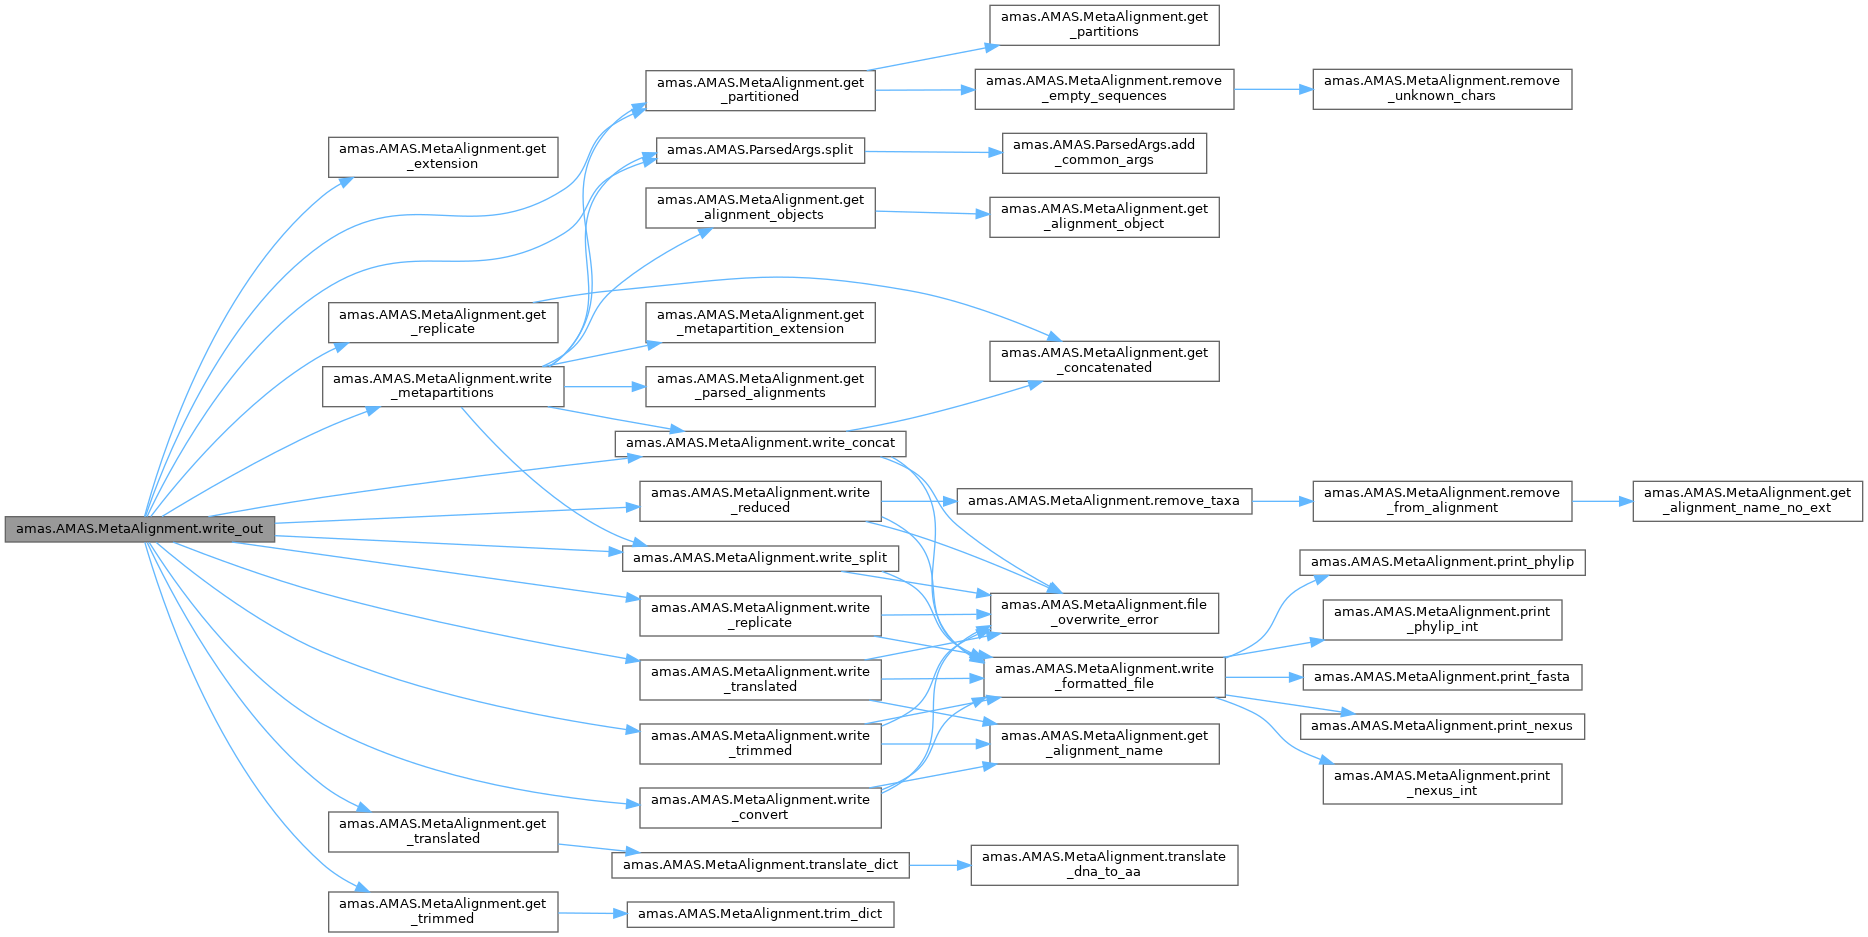 amas.AMAS.MetaAlignment.write_out
amas.AMAS.MetaAlignment.get
_extension
amas.AMAS.MetaAlignment.get
_replicate
amas.AMAS.MetaAlignment.write
_metapartitions
amas.AMAS.MetaAlignment.get
_translated
amas.AMAS.MetaAlignment.get
_trimmed
amas.AMAS.MetaAlignment.get
_partitioned
amas.AMAS.ParsedArgs.split
amas.AMAS.MetaAlignment.get
_alignment_objects
amas.AMAS.MetaAlignment.get
_metapartition_extension
amas.AMAS.MetaAlignment.get
_parsed_alignments
amas.AMAS.MetaAlignment.write_concat
amas.AMAS.MetaAlignment.write
_reduced
amas.AMAS.MetaAlignment.write_split
amas.AMAS.MetaAlignment.write
_replicate
amas.AMAS.MetaAlignment.write
_translated
amas.AMAS.MetaAlignment.write
_trimmed
amas.AMAS.MetaAlignment.write
_convert
amas.AMAS.MetaAlignment.translate_dict
amas.AMAS.MetaAlignment.trim_dict
amas.AMAS.MetaAlignment.get
_partitions
amas.AMAS.MetaAlignment.remove
_empty_sequences
amas.AMAS.ParsedArgs.add
_common_args
amas.AMAS.MetaAlignment.get
_alignment_object
amas.AMAS.MetaAlignment.get
_concatenated
amas.AMAS.MetaAlignment.remove_taxa
amas.AMAS.MetaAlignment.file
_overwrite_error
amas.AMAS.MetaAlignment.write
_formatted_file
amas.AMAS.MetaAlignment.get
_alignment_name
amas.AMAS.MetaAlignment.translate
_dna_to_aa
amas.AMAS.MetaAlignment.remove
_unknown_chars
amas.AMAS.MetaAlignment.remove
_from_alignment
amas.AMAS.MetaAlignment.print_phylip
amas.AMAS.MetaAlignment.print
_phylip_int
amas.AMAS.MetaAlignment.print_fasta
amas.AMAS.MetaAlignment.print_nexus
amas.AMAS.MetaAlignment.print
_nexus_int
amas.AMAS.MetaAlignment.get
_alignment_name_no_ext